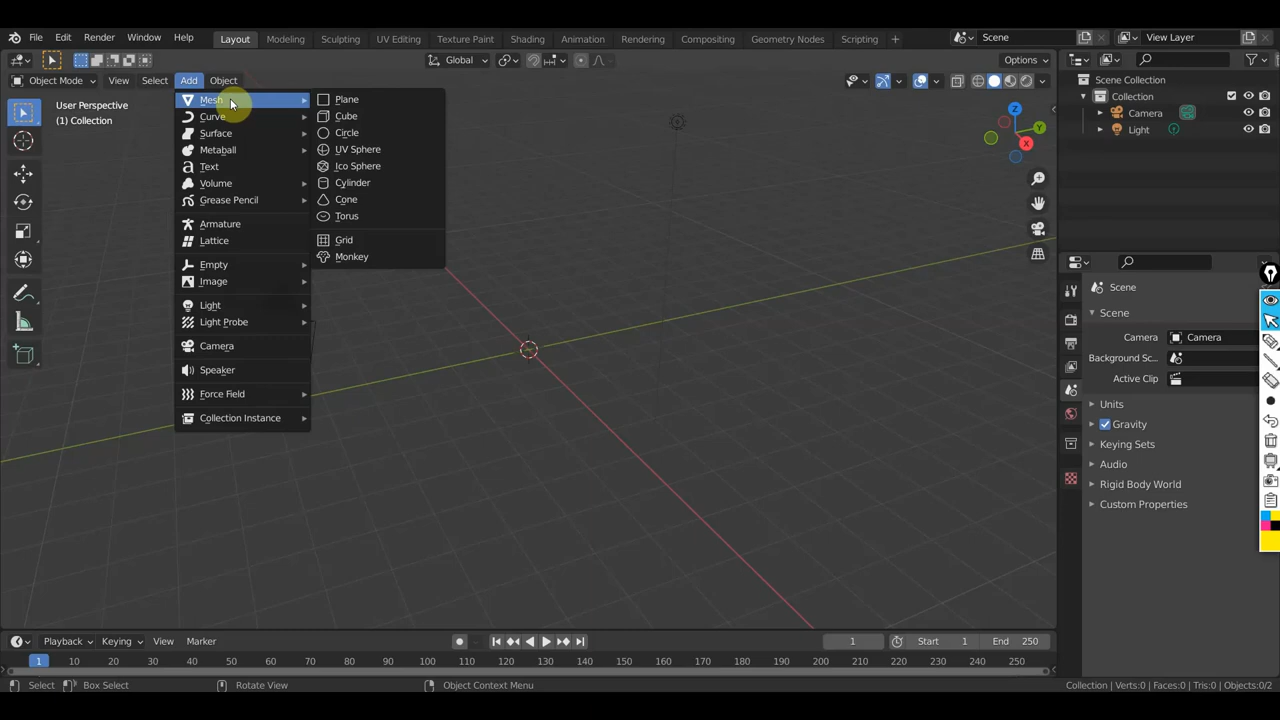 File Edit Render Window Help Layout Modeling Sculpting UV Editing Texture Paint Shading Animation Rendering Compositing Geometry Nodes Scripting Scene View Layer
Global Options
Object Mode View Select Add Object Scene Collection
User Perspective
(1) Collection
Mesh
Curve
Surface
Metaball
Text
Volume
Grease Pencil
Armature
Lattice
Empty
Image
Light
Light Probe
Camera
Speaker
Force Field
Collection Instance
Plane
Cube
Circle
UV Sphere
Ico Sphere
Cylinder
Cone
Torus
Grid
Monkey
Z
Y
X
Collection
Camera
Light
Scene
Scene
Camera Camera
Background Sc...
Active Clip
Units
Gravity
Keying Sets
Audio
Rigid Body World
Custom Properties
Playback Keying View Marker 1 Start 1 End 250
1 10 20 30 40 50 60 70 80 90 100 110 120 130 140 150 160 170 180 190 200 210 220 230 240 250
Select Box Select Rotate View Object Context Menu Collection | Verts:0 | Faces:0 | Tris:0 | Objects:0/2